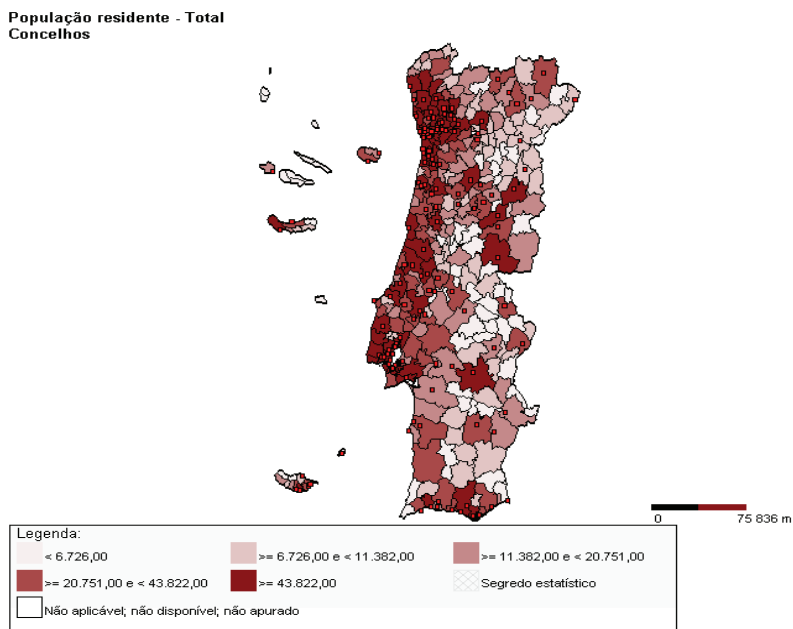 População residente - Total
Concelhos
0 75 836 m
Legenda:
< 6.726,00 >= 6.726,00 e < 11.382,00 >= 11.382,00 e < 20.751,00
>= 20.751,00 e < 43.822,00 >= 43.822,00 Segredo estatístico
Não aplicável; não disponível; não apurado